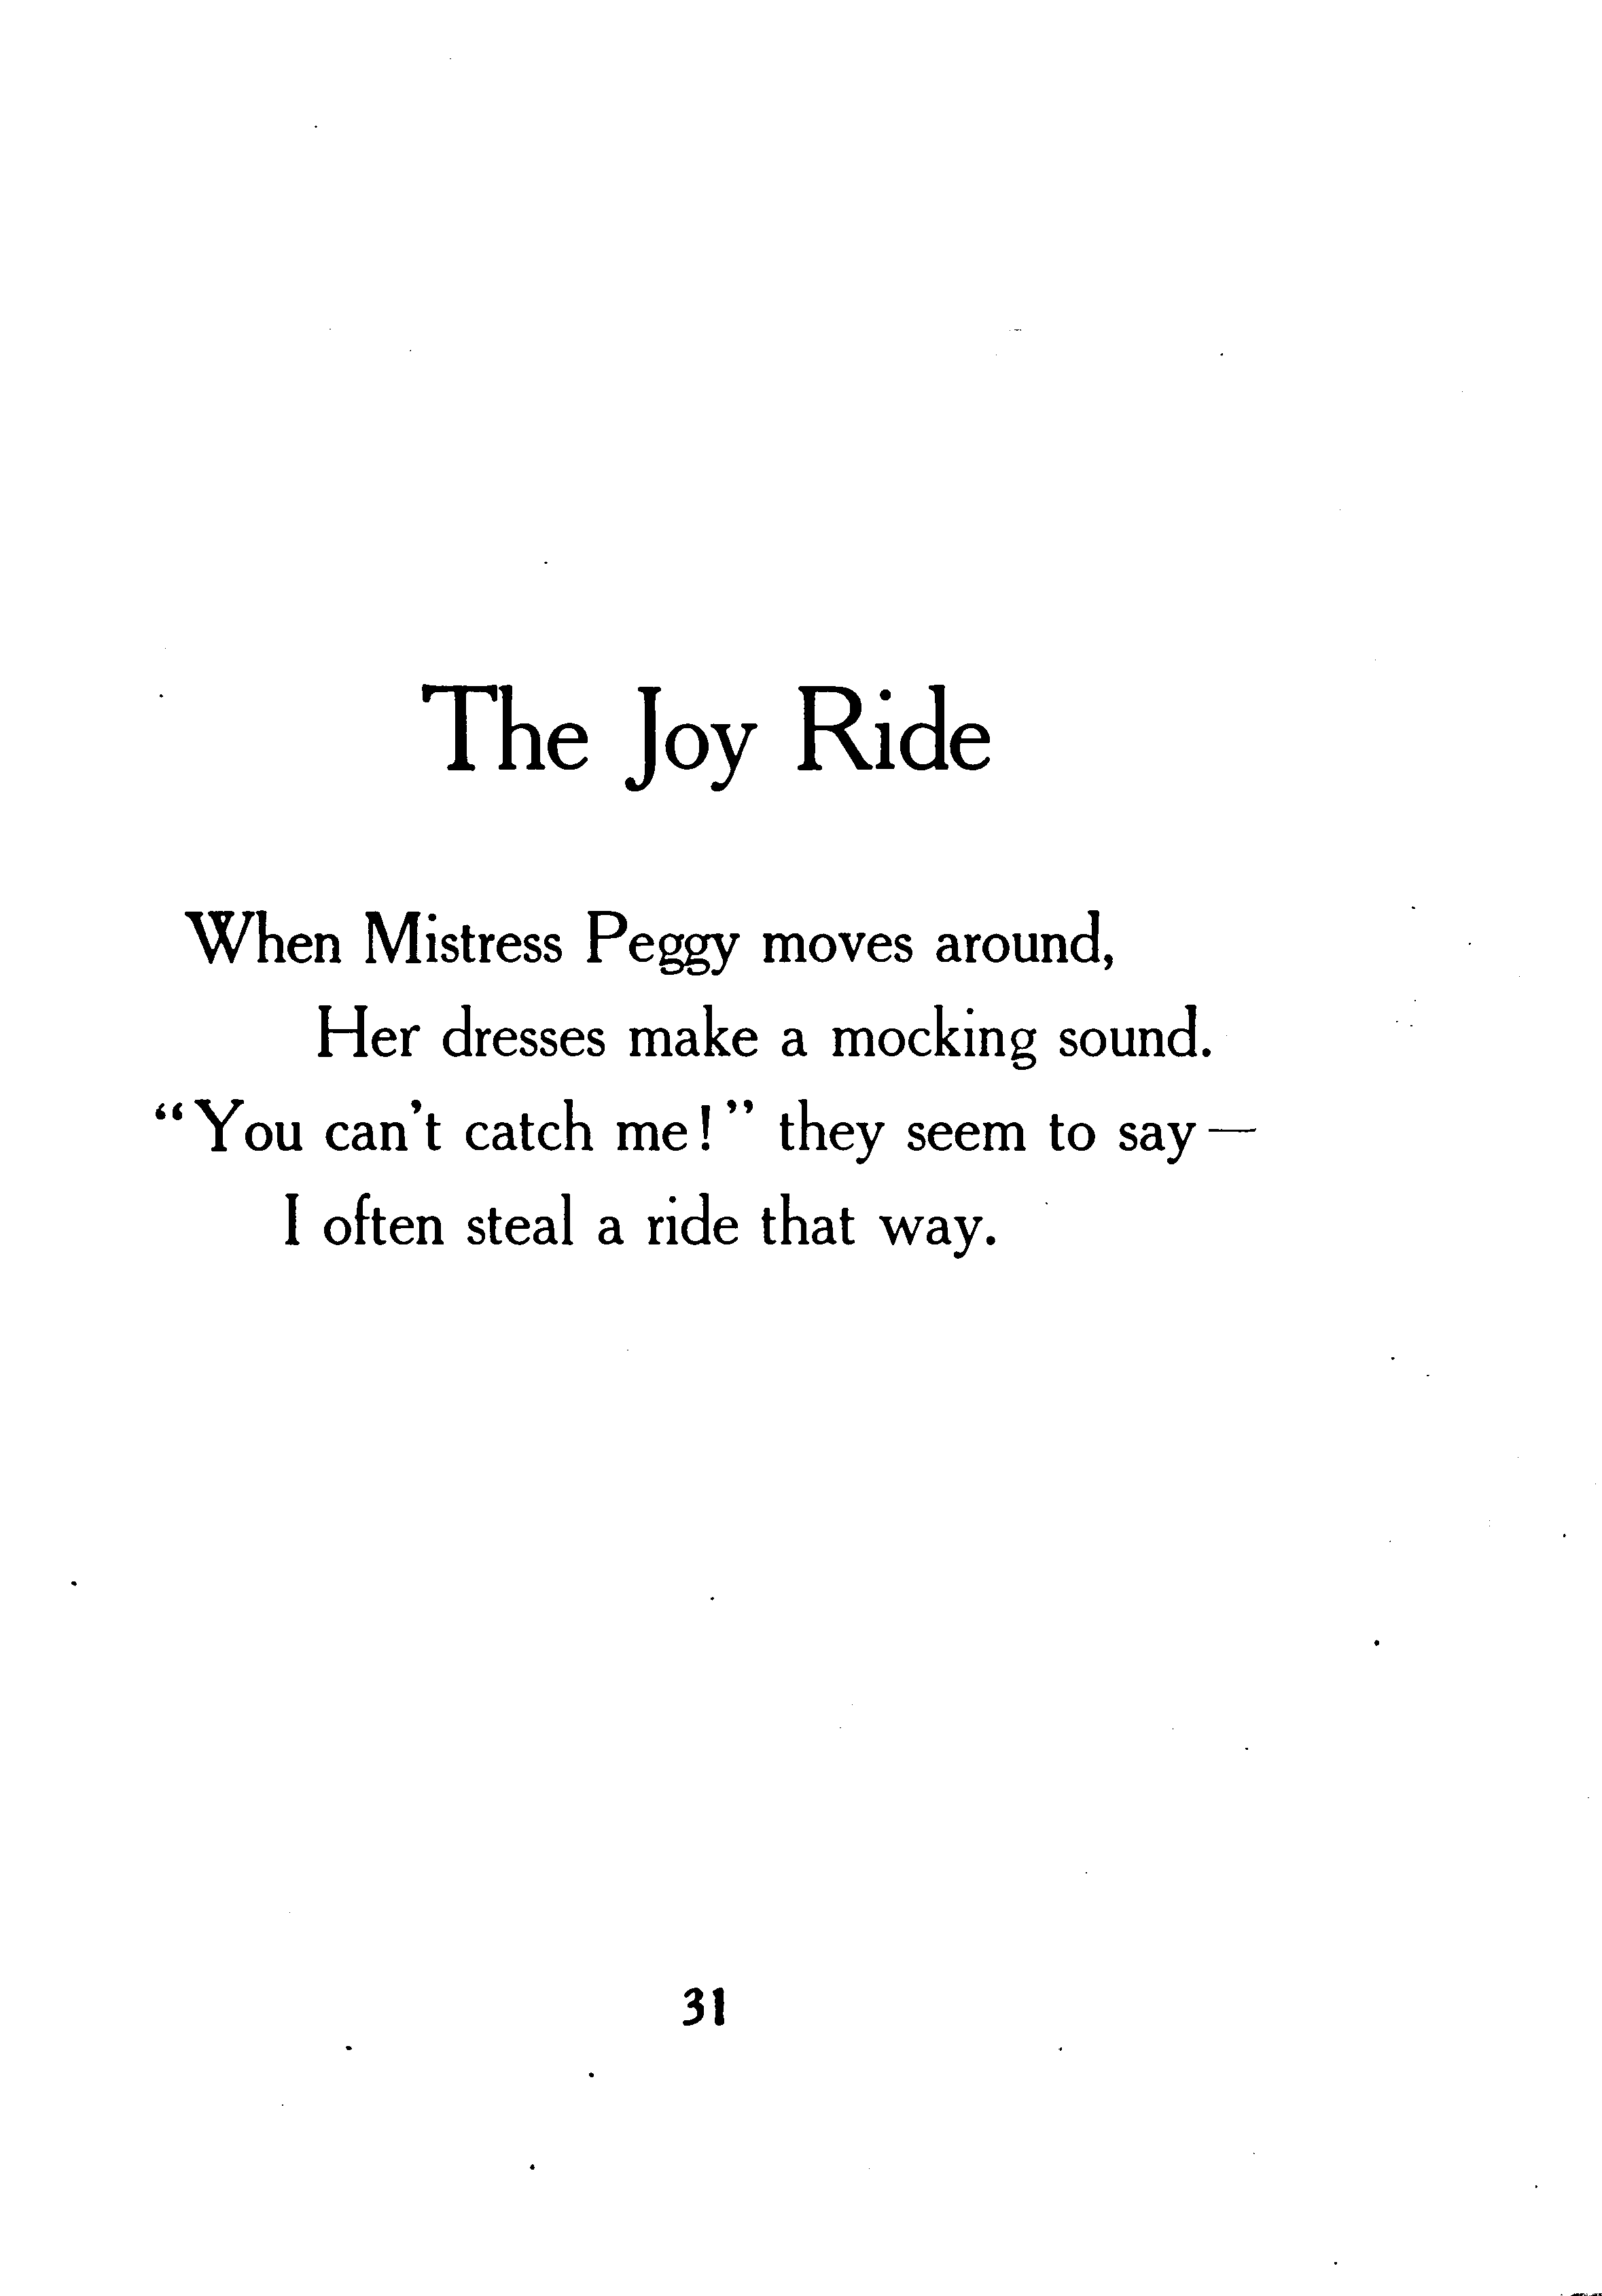 The Joy Ride
When Mistress Peggy moves around,
Her dresses make a mocking sound.
“You can't catch me!” they seem to say—
I often steal a ride that way.
31